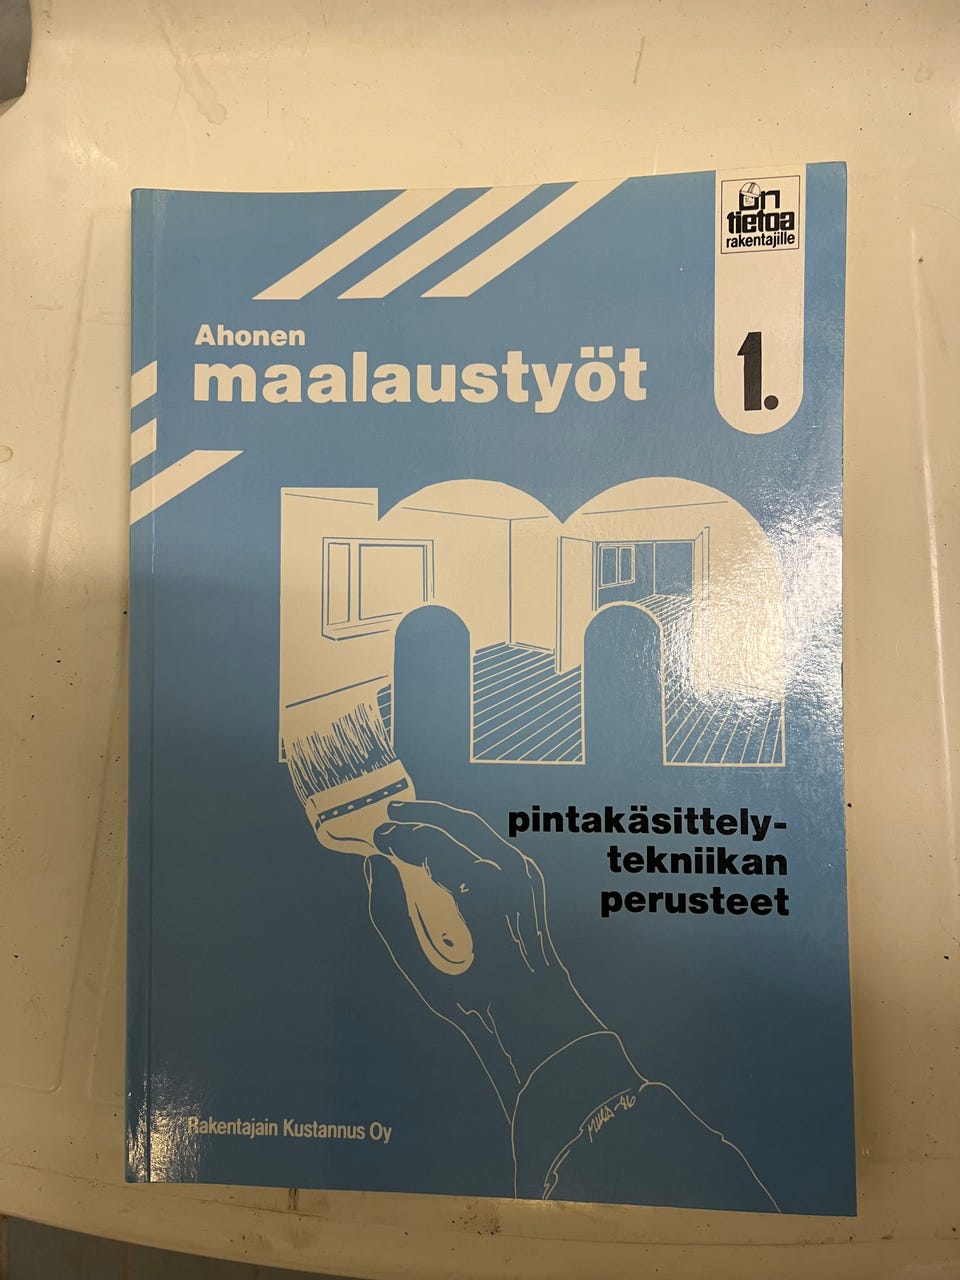 on
tietoa
rakentajille
1.
Ahonen
maalaustyöt
m
pintakäsittely-
tekniikan
perusteet
Rakentajain Kustannus Oy